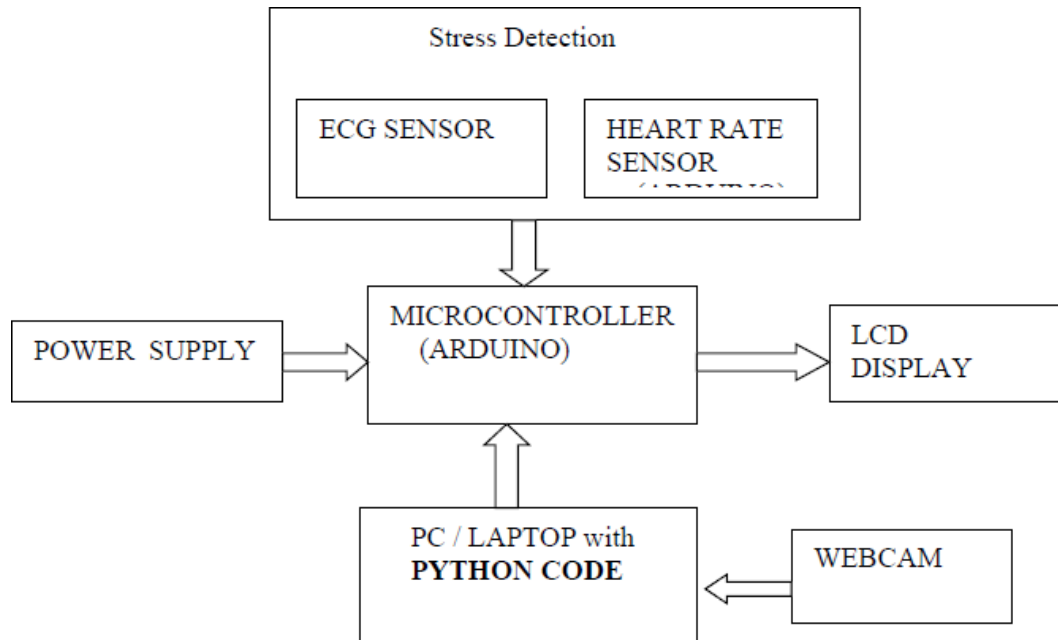 Stress Detection
ECG SENSOR
HEART RATE
SENSOR
(ARDUINO)
MICROCONTROLLER
(ARDUINO)
POWER SUPPLY
LCD
DISPLAY
PC / LAPTOP with
PYTHON CODE
WEBCAM